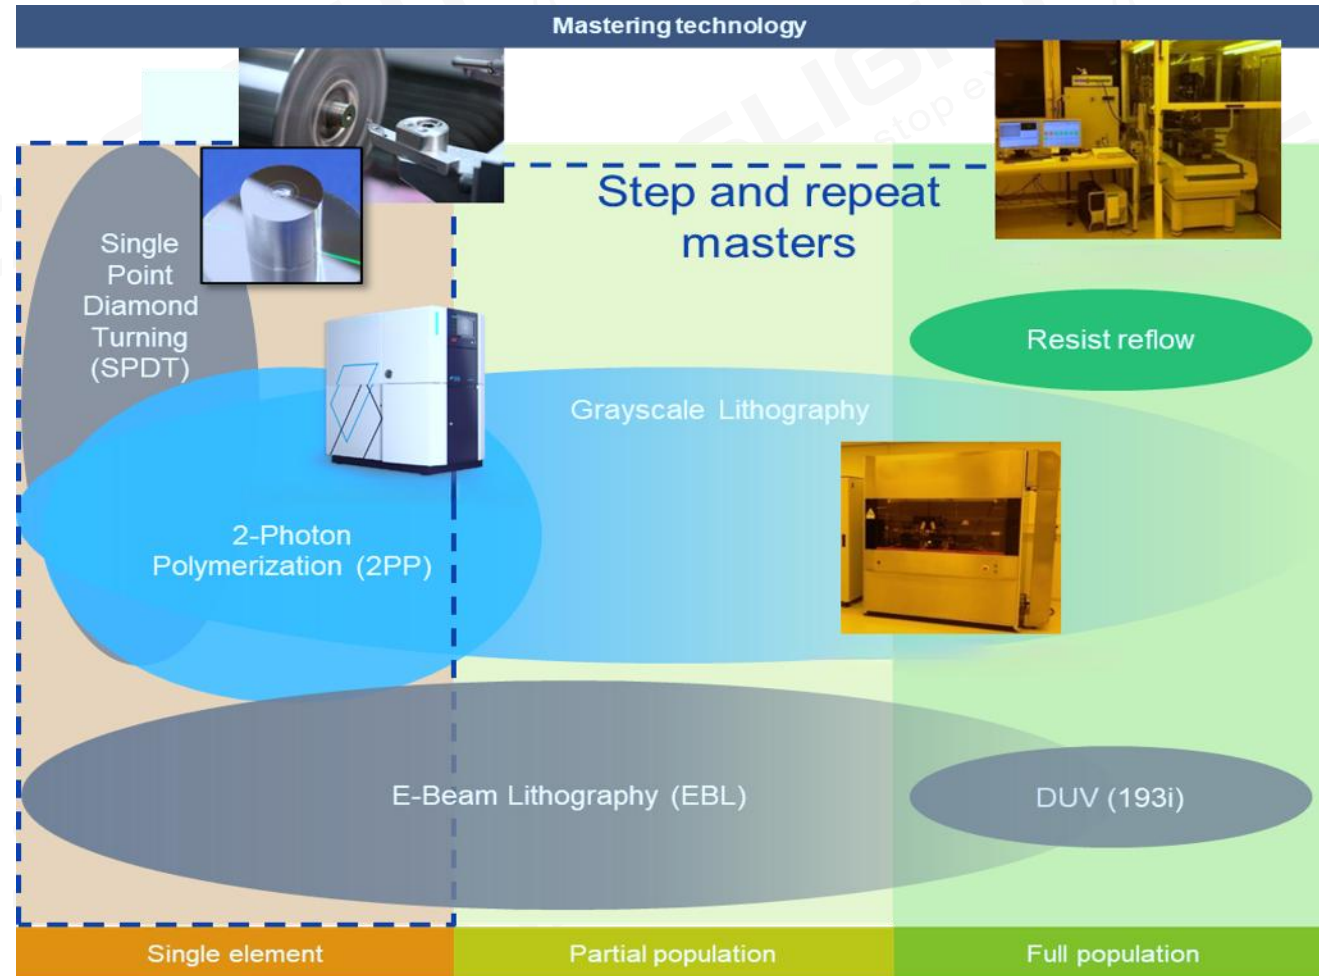 Mastering technology
Step and repeat
masters
Single
Point
Diamond
Turning
(SPDT)
Resist reflow
Grayscale Lithography
2-Photon
Polymerization (2PP)
E-Beam Lithography (EBL)
DUV (193i)
Single element
Partial population
Full population